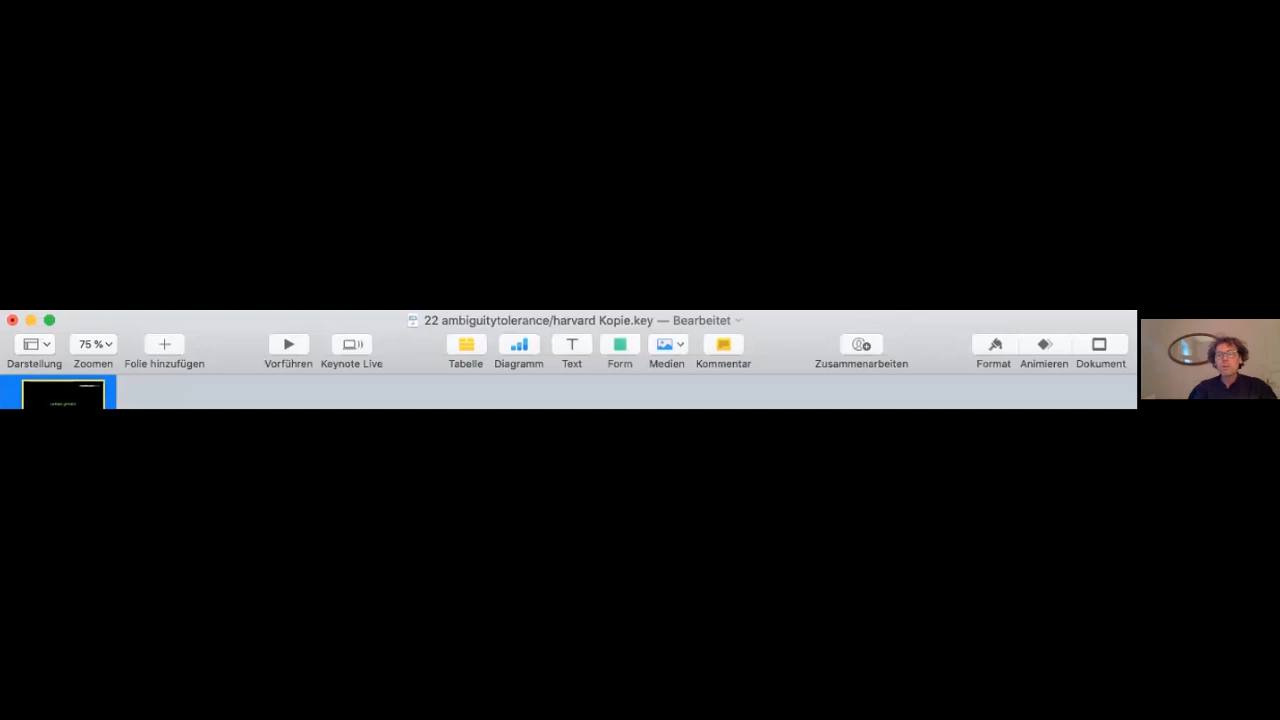 22 ambiguitytolerance/harvard Kopie.key — Bearbeitet
75 %
Darstellung Zoomen Folie hinzufügen Vorführen Keynote Live Tabelle Diagramm Text Form Medien Kommentar Zusammenarbeiten Format Animieren Dokument